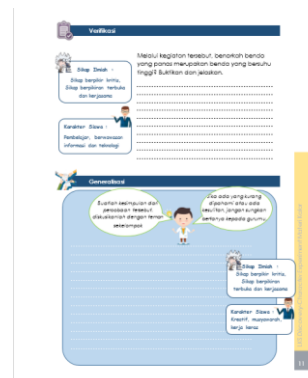 Verifikasi
Melalui kegiatan tersebut, benarkah benda
yang panas merupakan benda yang bersuhu
tinggi? Buktikan dan jelaskan.
Sikap Ilmiah :
Sikap berpikir kritis,
Sikap berpikiran terbuka
dan kerjasama
Karakter Siswa :
Pembelajar, berwawasan
informasi dan teknologi
Generalisasi
Buatlah kesimpulan dari
percobaan tersebut
diskusikanlah dengan teman
sekelompok
Jika ada yang kurang
dipahami atau ada
kesulitan, jangan sungkan
bertanya kepada gurumu.
Sikap Ilmiah :
Sikap berpikir kritis,
Sikap berpikiran
terbuka dan kerjasama
Karakter Siswa :
Kreatif, musyawarah,
kerja keras
11